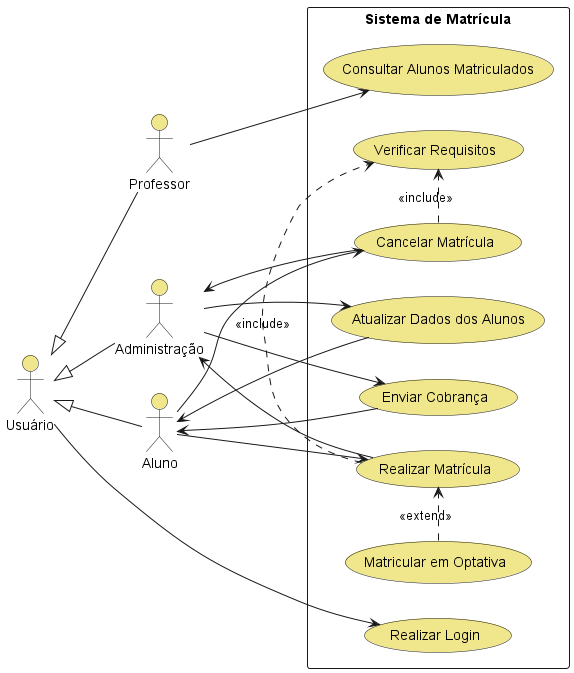 Sistema de Matrícula
Consultar Alunos Matriculados
Verificar Requisitos
Professor
«include»
Cancelar Matrícula
Atualizar Dados dos Alunos
«include»
Administração
Enviar Cobrança
Usuário
Aluno
Realizar Matrícula
«extend»
Matricular em Optativa
Realizar Login